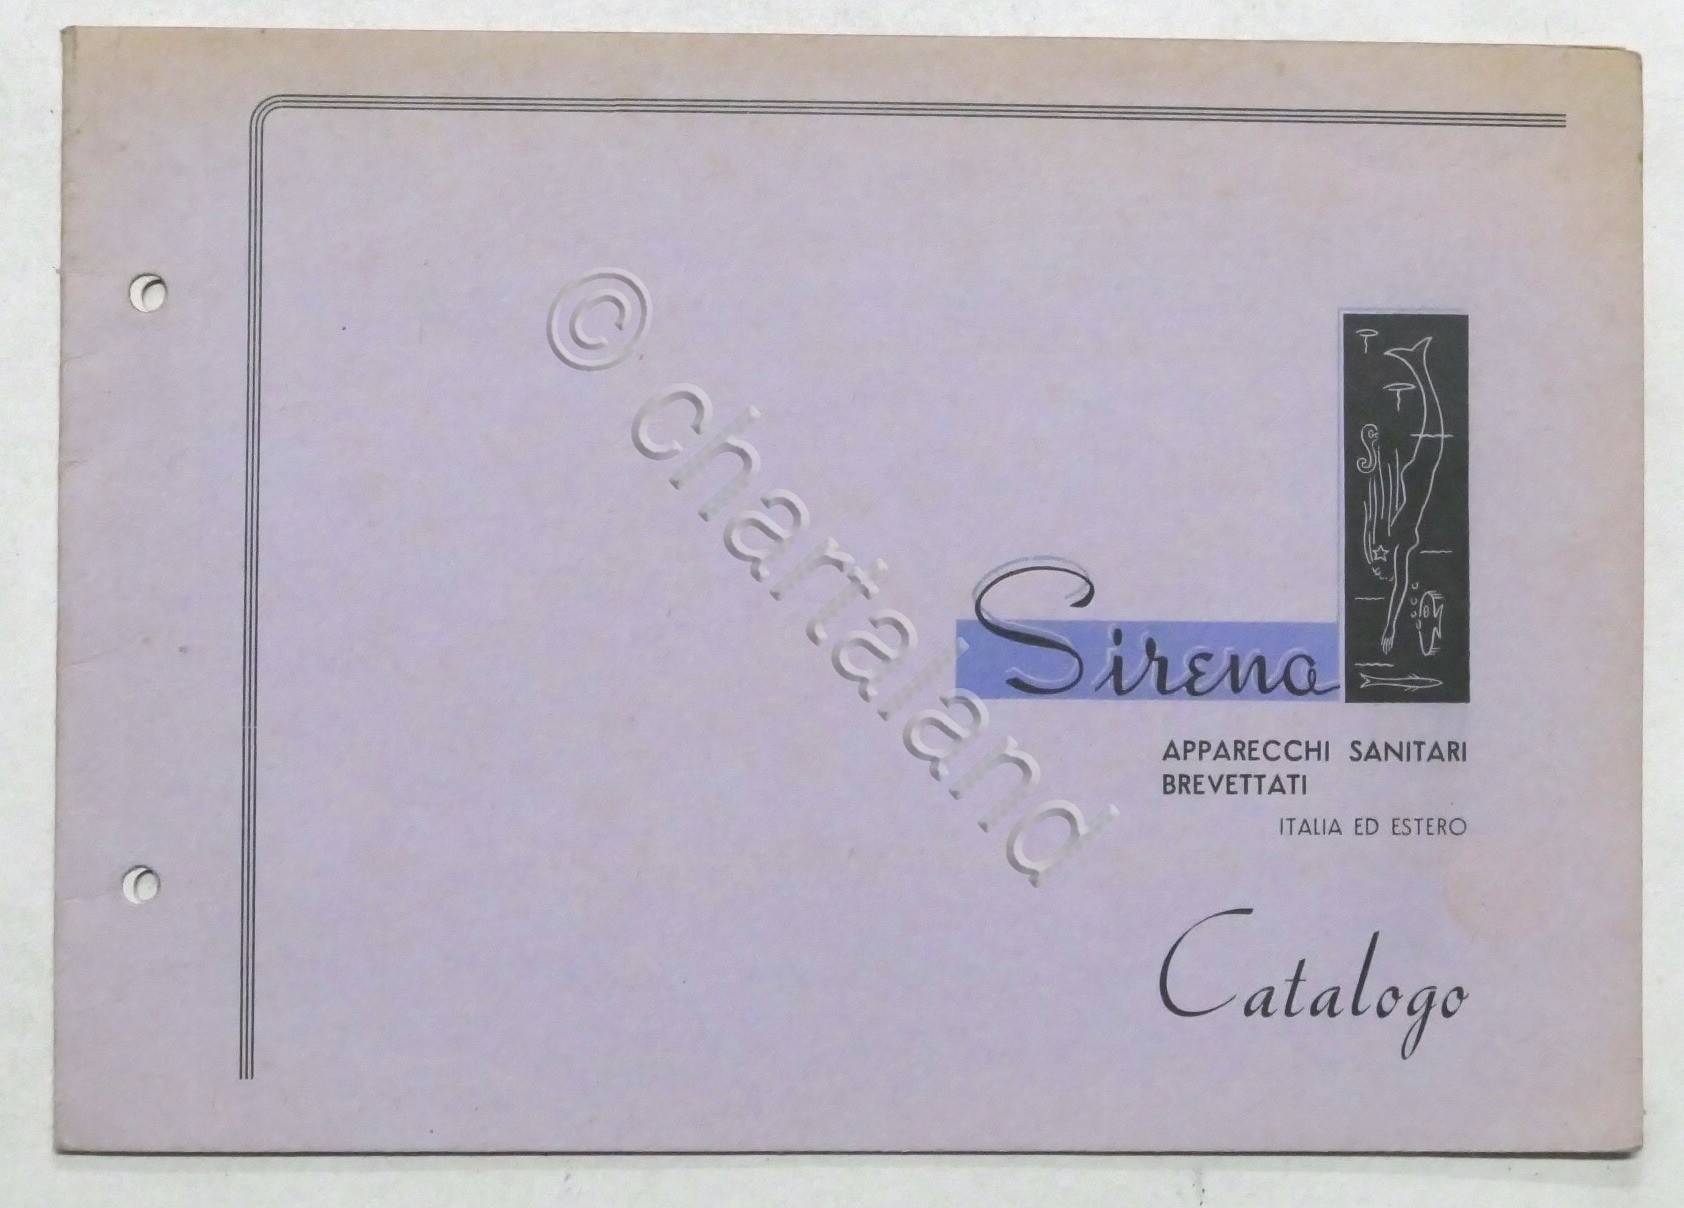 © chartaland
Sirena
APPARECCHI SANITARI
BREVETTATI
ITALIA ED ESTERO
Catalogo